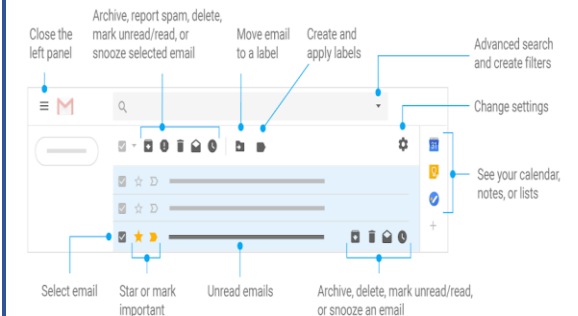 Close the
left panel
Archive, report spam, delete,
mark unread/read, or
snooze selected email
Move email
to a label
Create and
apply labels
Advanced search
and create filters
Change settings
See your calendar,
notes, or lists
Select email
Star or mark
important
Unread emails
Archive, delete, mark unread/read,
or snooze an email